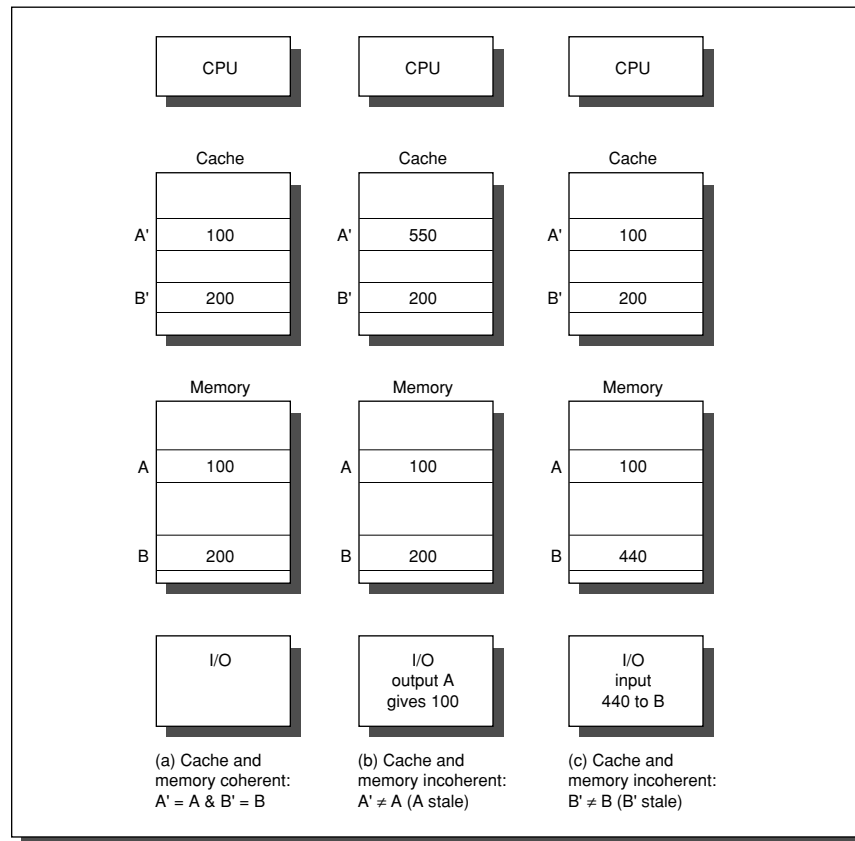 CPU
CPU
CPU
Cache
Cache
Cache
A' 100
A' 550
A' 100
B' 200
B' 200
B' 200
Memory
Memory
Memory
A 100
A 100
A 100
B 200
B 200
B 440
I/O
I/O
output A
gives 100
I/O
input
440 to B
(a) Cache and
memory coherent:
A' = A & B' = B
(b) Cache and
memory incoherent:
A' ≠ A (A stale)
(c) Cache and
memory incoherent:
B' ≠ B (B' stale)